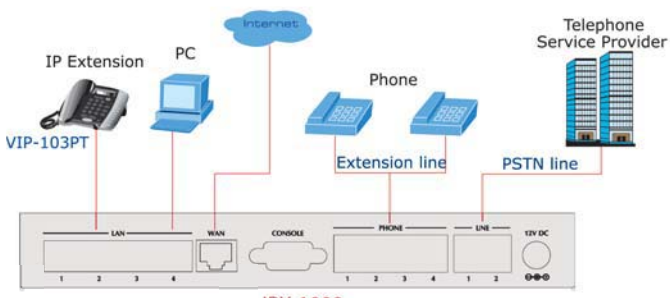 Internet
Telephone
Service Provider
IP Extension
PC
Phone
VIP-103PT
Extension line
PSTN line
LAN
WAN
CONSOLE
PHONE
LINE
12V DC
1 2 3 4
1 2 3 4
1 2